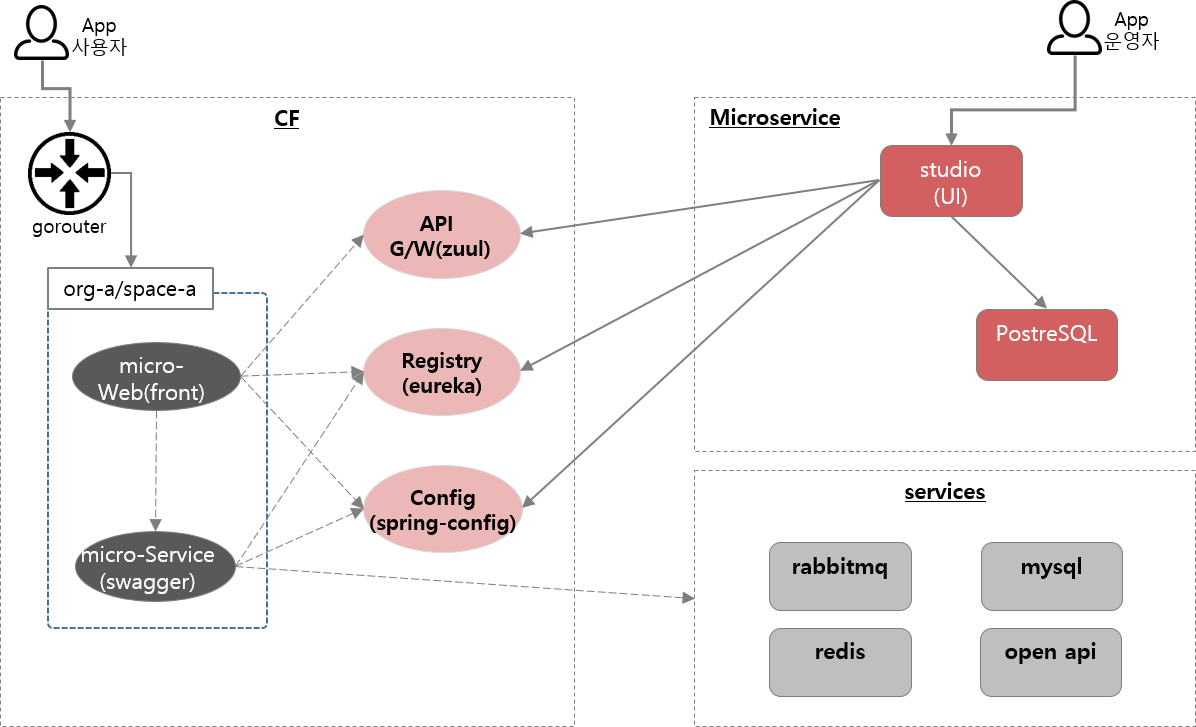 App
사용자
App
운영자
CF
Microservice
gorouter
studio
(UI)
API
G/W(zuul)
org-a/space-a
PostreSQL
micro-
Web(front)
Registry
(eureka)
Config
(spring-config)
services
micro-Service
(swagger)
rabbitmq
mysql
redis
open api